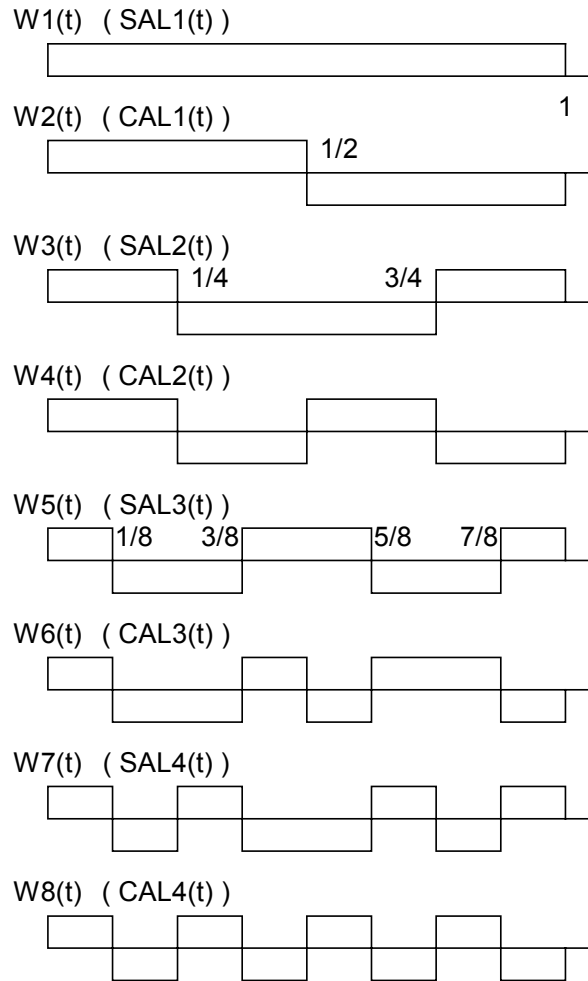 W1(t) ( SAL1(t) )
1
W2(t) ( CAL1(t) )
1/2
W3(t) ( SAL2(t) )
1/4 3/4
W4(t) ( CAL2(t) )
W5(t) ( SAL3(t) )
1/8 3/8 5/8 7/8
W6(t) ( CAL3(t) )
W7(t) ( SAL4(t) )
W8(t) ( CAL4(t) )